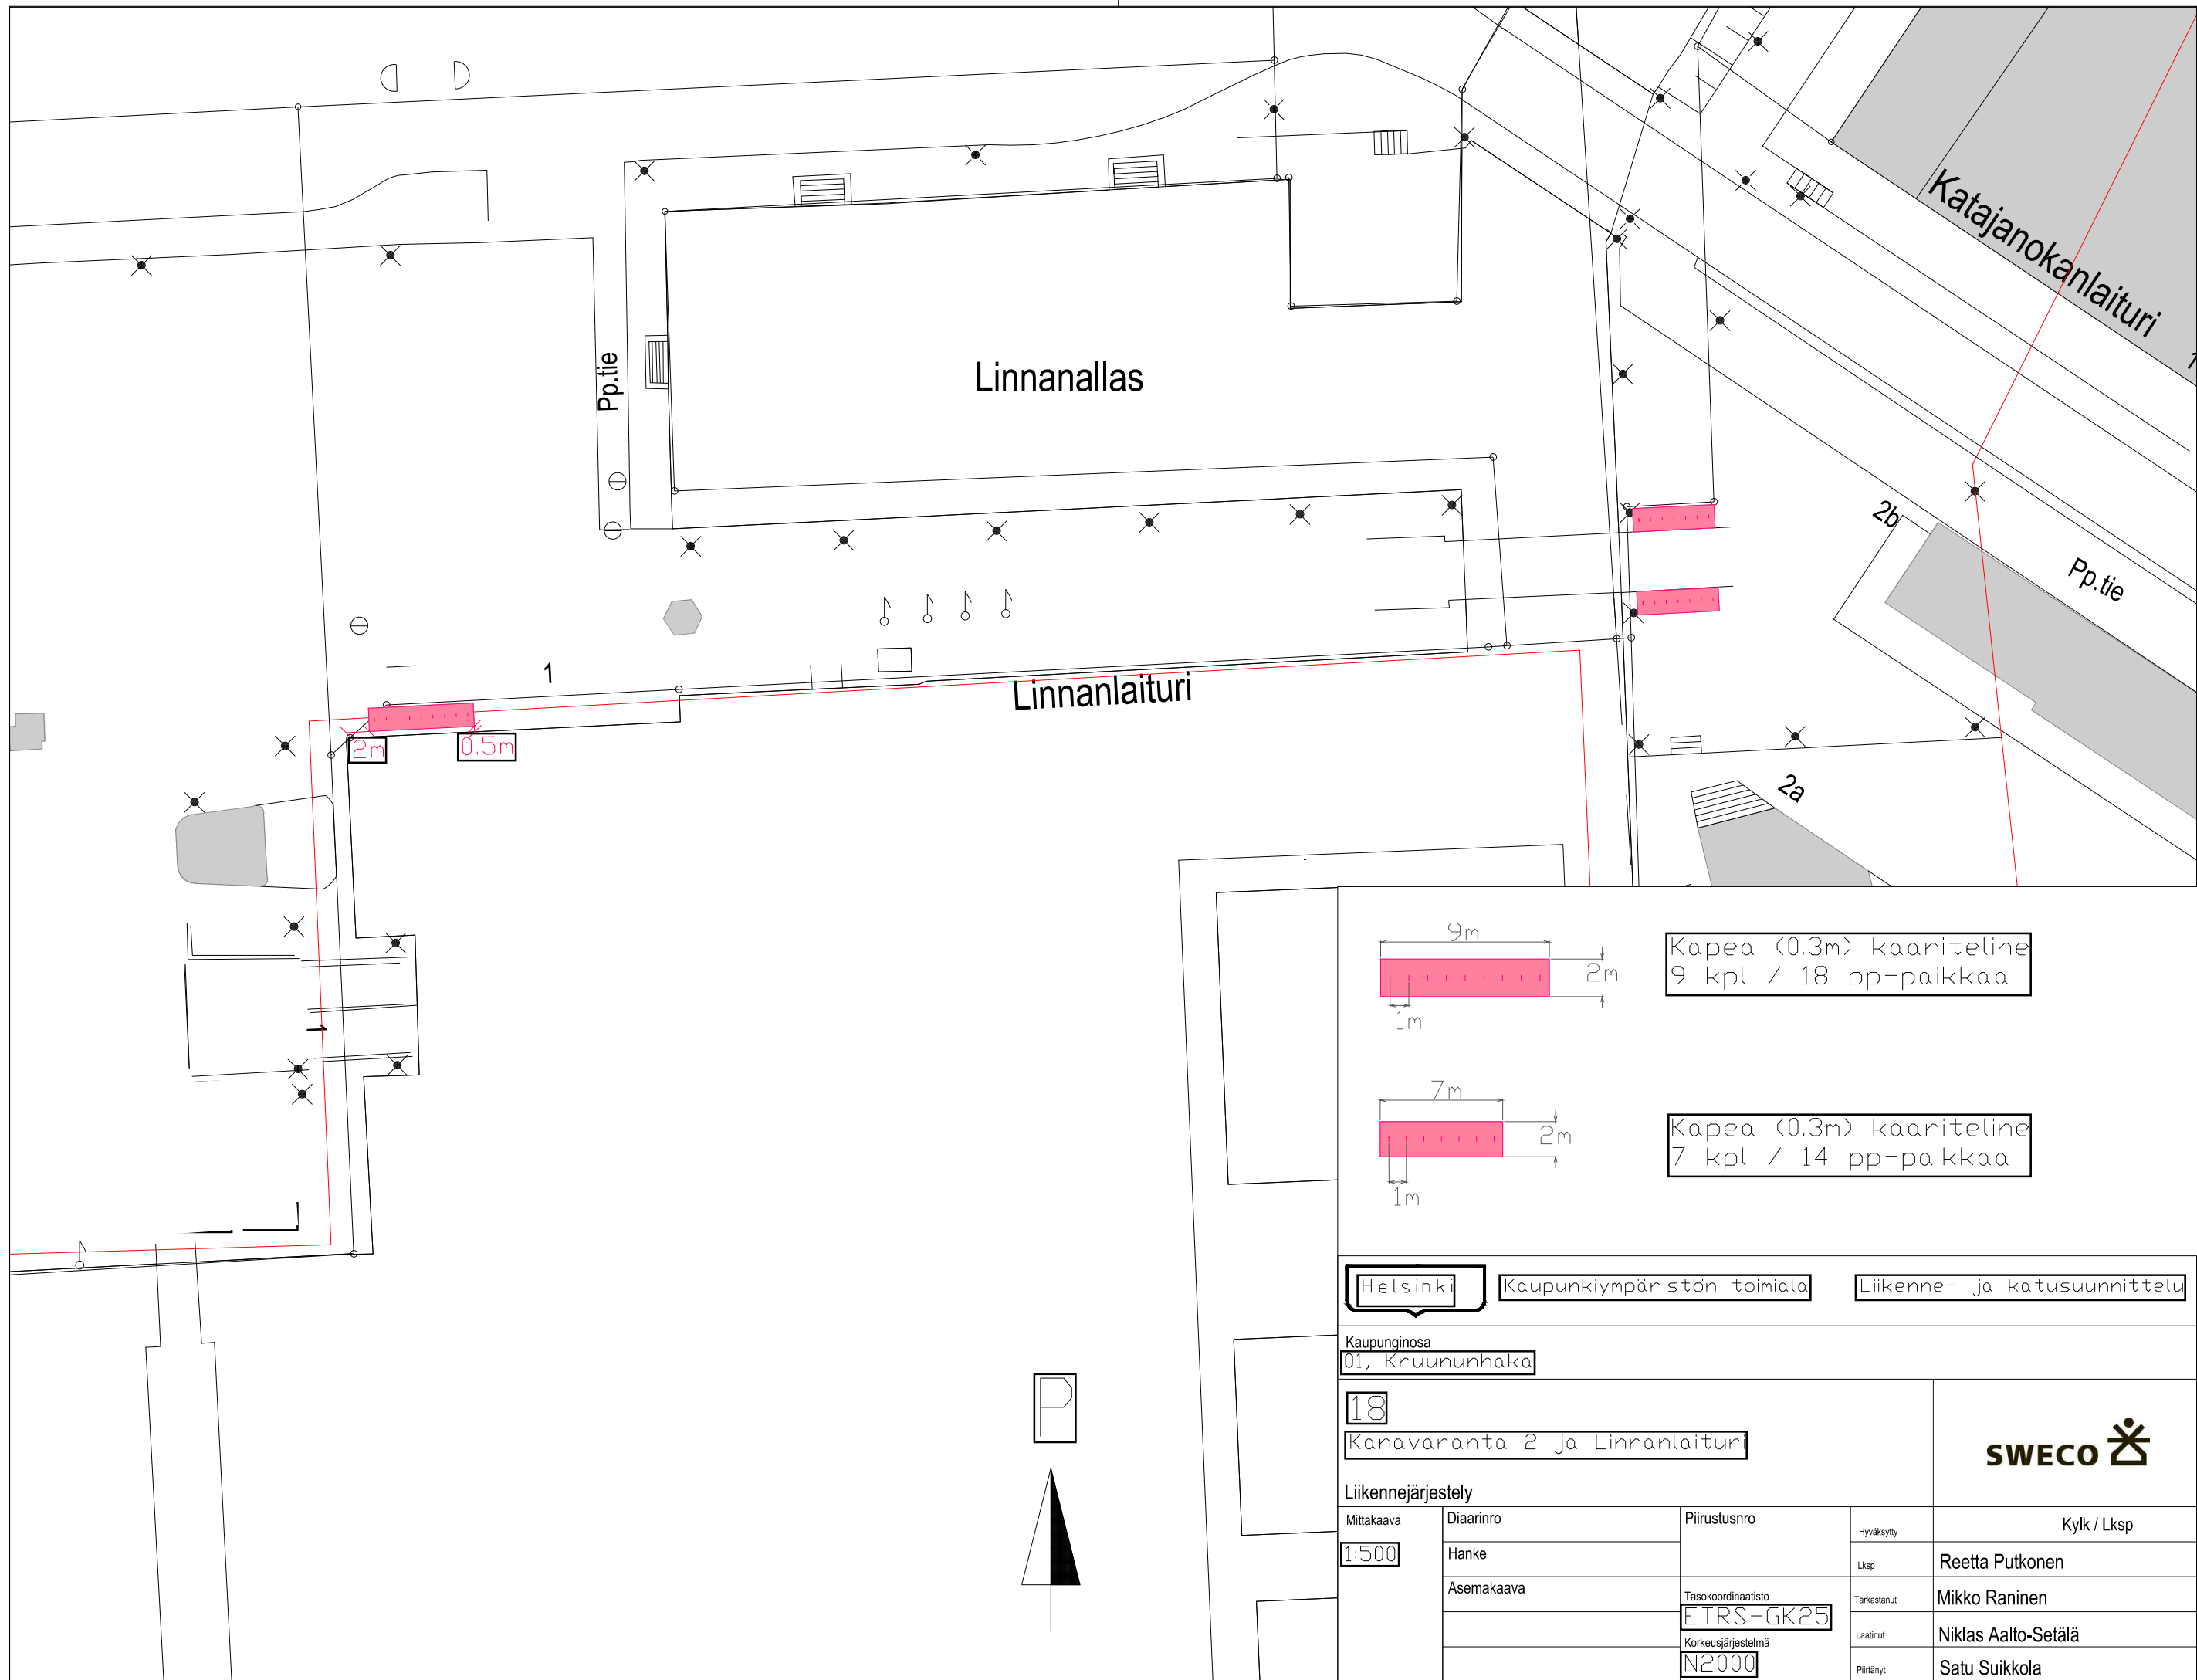 Katajanokanlaituri
1
Pp.tie
Linnanallas
2b
Pp.tie
1
Linnanlaituri
2m
0.5m
2a
1
9m
2m
1m
Kapea (0.3m) kaariteline
9 kpl / 18 pp-paikkaa
7m
2m
1m
Kapea (0.3m) kaariteline
7 kpl / 14 pp-paikkaa
Helsinki
Kaupunkiympäristön toimiala
Liikenne- ja katusuunnittelu
Kaupunginosa
01, Kruununhaka
P
18
Kanavaranta 2 ja Linnanlaituri
Liikennejärjestely
SWECO
Mittakaava
1:500
Diaarinro
Hanke
Asemakaava
Piirustusnro
Tasokoordinaatisto
ETRS-GK25
Korkeusjärjestelmä
N2000
Hyväksytty
Kylk / Lksp
Lksp
Reetta Putkonen
Tarkastanut
Mikko Raninen
Laatinut
Niklas Aalto-Setälä
Piirtänyt
Satu Suikkola